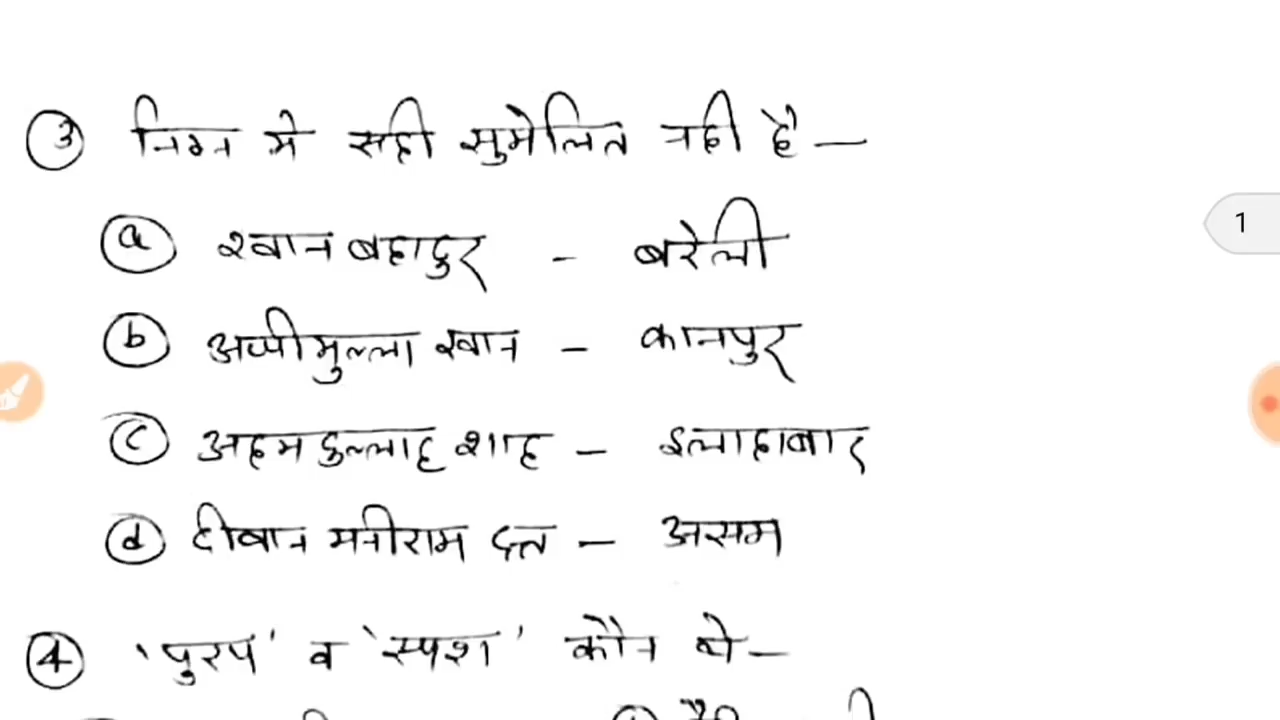 ③ निम्न मे सही सुमेलित नही है —
ⓐ खान बहादुर - बरेली
1
ⓑ अजीमुल्ला खान - कानपुर
ⓒ अहमदुल्लाह शाह - इलाहाबाद
ⓓ दीवान मनीराम दत्त - असम
④ 'पुरप' व 'स्पश' कौन थे —